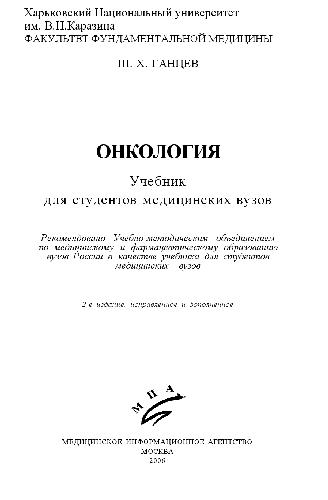 Харьковский Национальный университет
им. В.Н.Каразина
ФАКУЛЬТЕТ ФУНДАМЕНТАЛЬНОЙ МЕДИЦИНЫ
Ш. Х. ГАНЦЕВ
ОНКОЛОГИЯ
Учебник
для студентов медицинских вузов
Рекомендовано Учебно-методическим объединением
по медицинскому и фармацевтическому образованию
вузов России в качестве учебника для студентов
медицинских вузов
2-е издание, исправленное и дополненное
МИА
МЕДИЦИНСКОЕ ИНФОРМАЦИОННОЕ АГЕНТСТВО
МОСКВА
2006